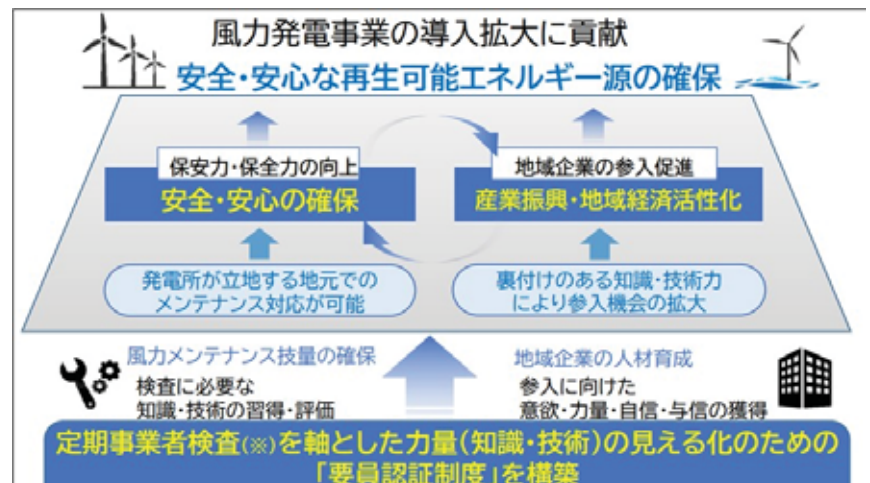 風力発電事業の導入拡大に貢献
安全・安心な再生可能エネルギー源の確保
保安力・保全力の向上
安全・安心の確保
地域企業の参入促進
産業振興・地域経済活性化
発電所が立地する地元での
メンテナンス対応が可能
裏付けのある知識・技術力
により参入機会の拡大
風力メンテナンス技量の確保
検査に必要な
知識・技術の習得・評価
地域企業の人材育成
参入に向けた
意欲・力量・自信・与信の獲得
定期事業者検査(※)を軸とした力量(知識・技術)の見える化のための
「要員認証制度」を構築